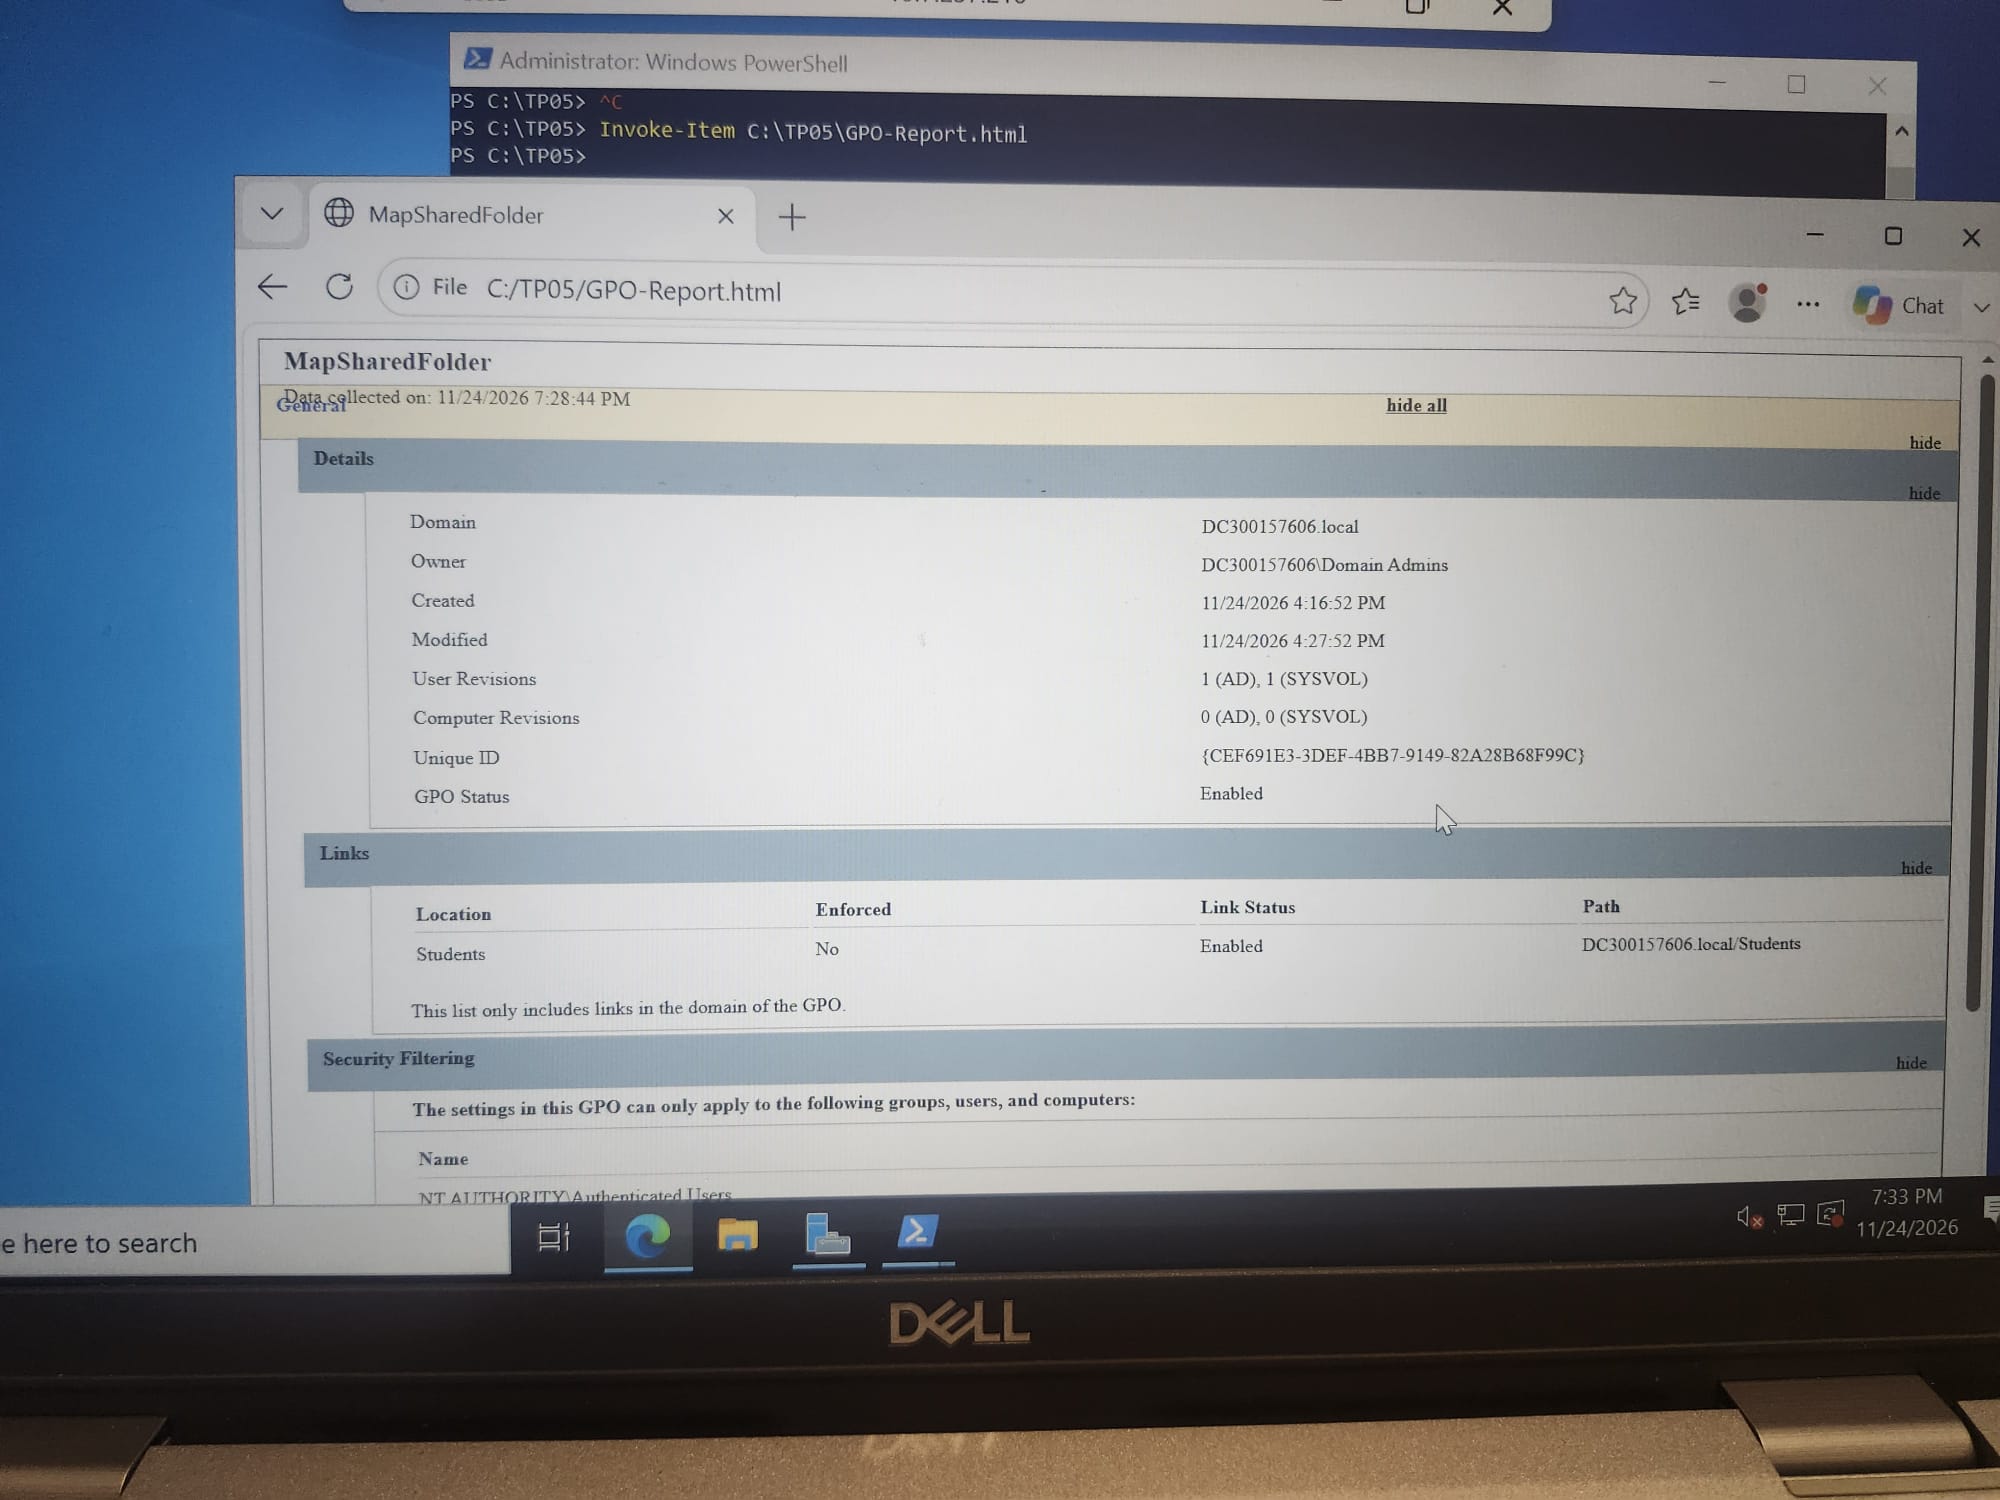 Administrator: Windows PowerShell
PS C:\TP05> ^C
PS C:\TP05> Invoke-Item C:\TP05\GPO-Report.html
PS C:\TP05>
MapSharedFolder
File C:/TP05/GPO-Report.html
Chat
MapSharedFolder
Data collected on: 11/24/2026 7:28:44 PM
hide all
General
hide
Details
hide
Domain DC300157606.local
Owner DC300157606\Domain Admins
Created 11/24/2026 4:16:52 PM
Modified 11/24/2026 4:27:52 PM
User Revisions 1 (AD), 1 (SYSVOL)
Computer Revisions 0 (AD), 0 (SYSVOL)
Unique ID {CEF691E3-3DEF-4BB7-9149-82A28B68F99C}
GPO Status Enabled
Links
hide
Location Enforced Link Status Path
Students No Enabled DC300157606.local/Students
This list only includes links in the domain of the GPO.
Security Filtering
hide
The settings in this GPO can only apply to the following groups, users, and computers:
Name
NT AUTHORITY\Authenticated Users
e here to search
7:33 PM
11/24/2026
DELL